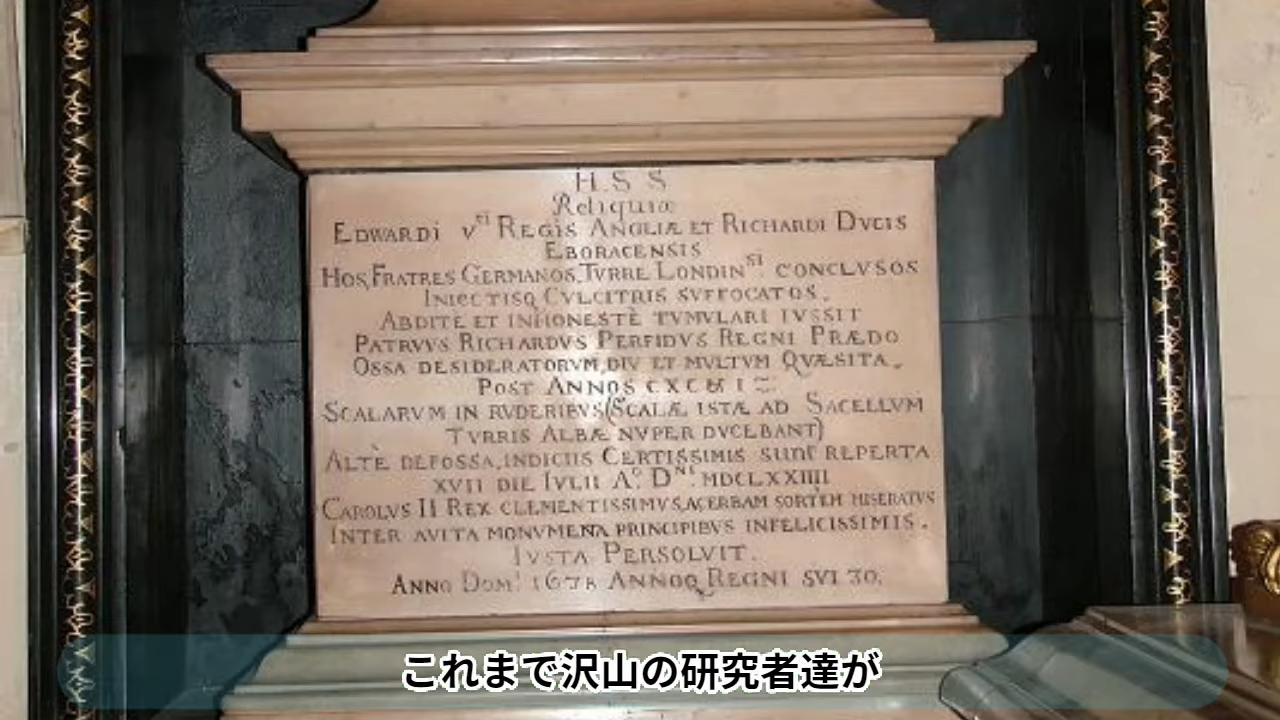 H. S. S
Reliquiæ
EDWARDI Vti REGIS ANGLIÆ ET RICHARDI DVCIS
EBORACENSIS
HOS, FRATRES GERMANOS, TVRRE LONDINsi CONCLVSOS
INIECTISQ CVLCITRIS SVFFOCATOS.
ABDITE ET INHONESTÈ TVMVLARI IVSSIT
PATRVVS RICHARDVS PERFIDVS REGNI PRÆDO
OSSA DESIDERATORVM, DIV ET MVLTVM QVÆSITA.
POST ANNOS
SCALARVM IN RVDERIBVS (SCALÆ ISTÆ AD SACELLVM
TVRRIS ALBÆ NVPER DVCEBANT)
ALTÈ DEFOSSA, INDICIIS CERTISSIMIS SUNT REPERTA
XVII DIE IVLII Ao. DNI. MDCLXXIIII
CAROLVS II REX CLEMENTISSIMVS, ACERBAM SORTEM MISERATVS
INTER AVITA MONVMENTA PRINCIPIBVS INFELICISSIMIS.
IVSTA PERSOLVIT.
ANNO DOM. 1678 ANNOQ REGNI SVI 30.
これまで沢山の研究者達が